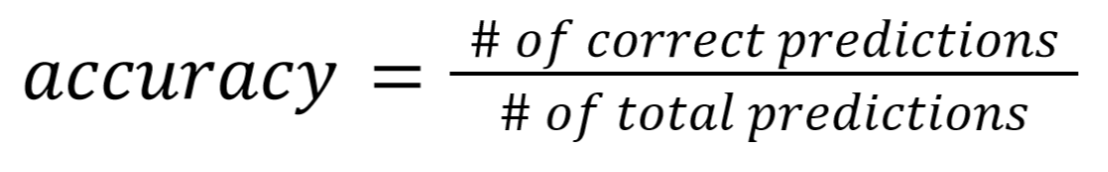 accuracy = # of correct predictions
# of total predictions